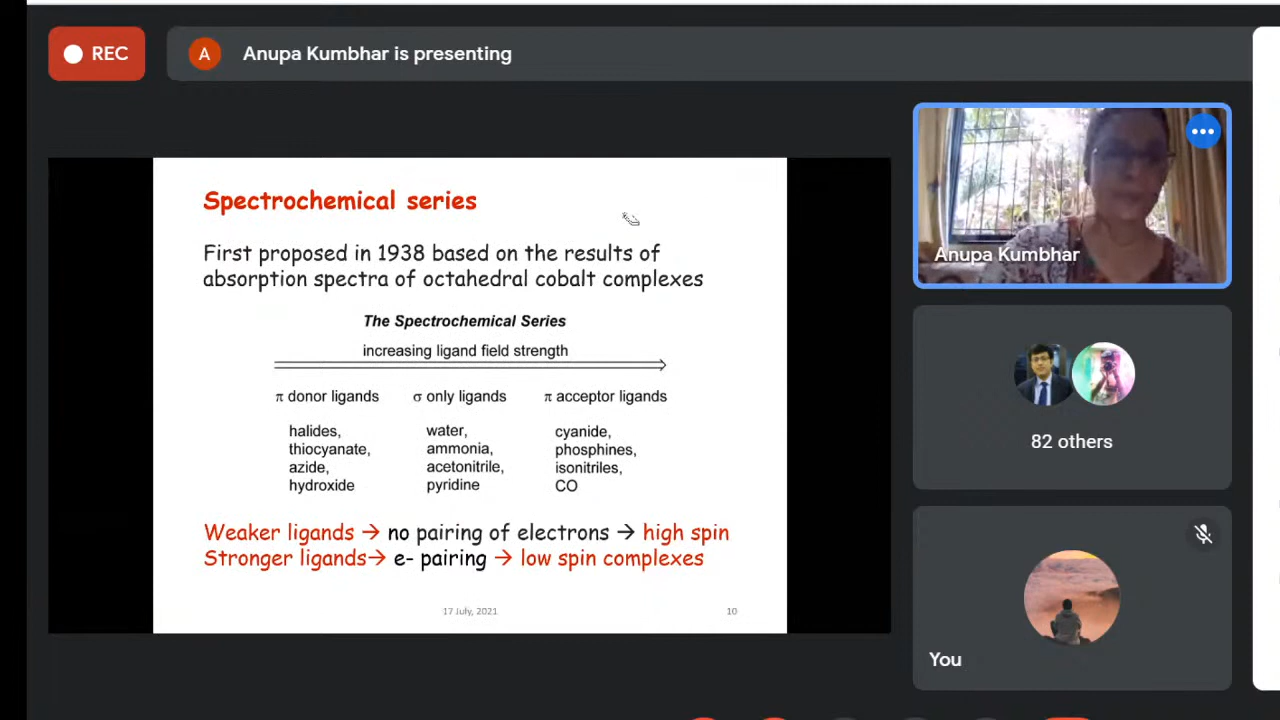 REC
A
Anupa Kumbhar is presenting
Spectrochemical series
First proposed in 1938 based on the results of
absorption spectra of octahedral cobalt complexes
The Spectrochemical Series
increasing ligand field strength
π donor ligands
halides,
thiocyanate,
azide,
hydroxide
σ only ligands
water,
ammonia,
acetonitrile,
pyridine
π acceptor ligands
cyanide,
phosphines,
isonitriles,
CO
Weaker ligands → no pairing of electrons → high spin
Stronger ligands→ e- pairing → low spin complexes
17 July, 2021
10
Anupa Kumbhar
82 others
You